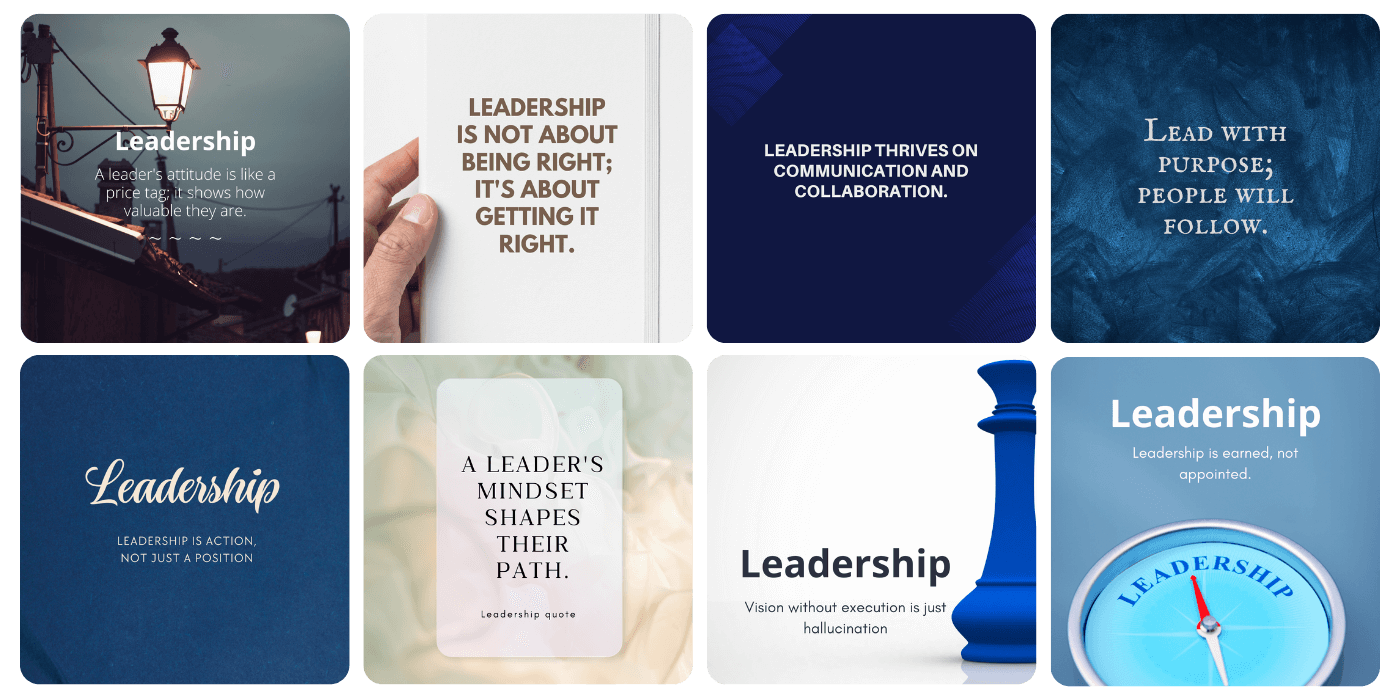 Leadership
A leader's attitude is like a
price tag; it shows how
valuable they are.
~ ~ ~ ~ ~
LEADERSHIP
IS NOT ABOUT
BEING RIGHT;
IT'S ABOUT
GETTING IT
RIGHT.
LEADERSHIP THRIVES ON
COMMUNICATION AND
COLLABORATION.
Lead with
purpose;
people will
follow.
Leadership
LEADERSHIP IS ACTION,
NOT JUST A POSITION
A LEADER'S
MINDSET
SHAPES
THEIR
PATH.
Leadership quote
Leadership
Vision without execution is just
hallucination
Leadership
Leadership is earned, not
appointed.
LEADERSHIP